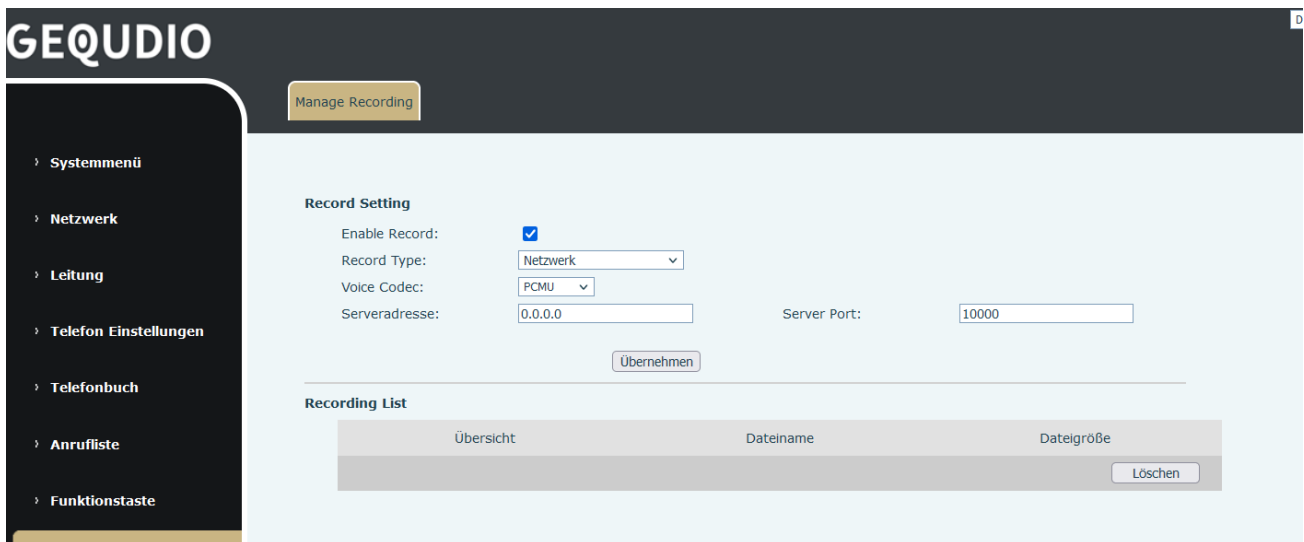 GEQUDIO
D
Manage Recording
Systemmenü
Netzwerk
Leitung
Telefon Einstellungen
Telefonbuch
Anrufliste
Funktionstaste
Record Setting
Enable Record:
Record Type: Netzwerk
Voice Codec: PCMU
Serveradresse: 0.0.0.0 Server Port: 10000
Übernehmen
Recording List
Übersicht Dateiname Dateigröße
Löschen